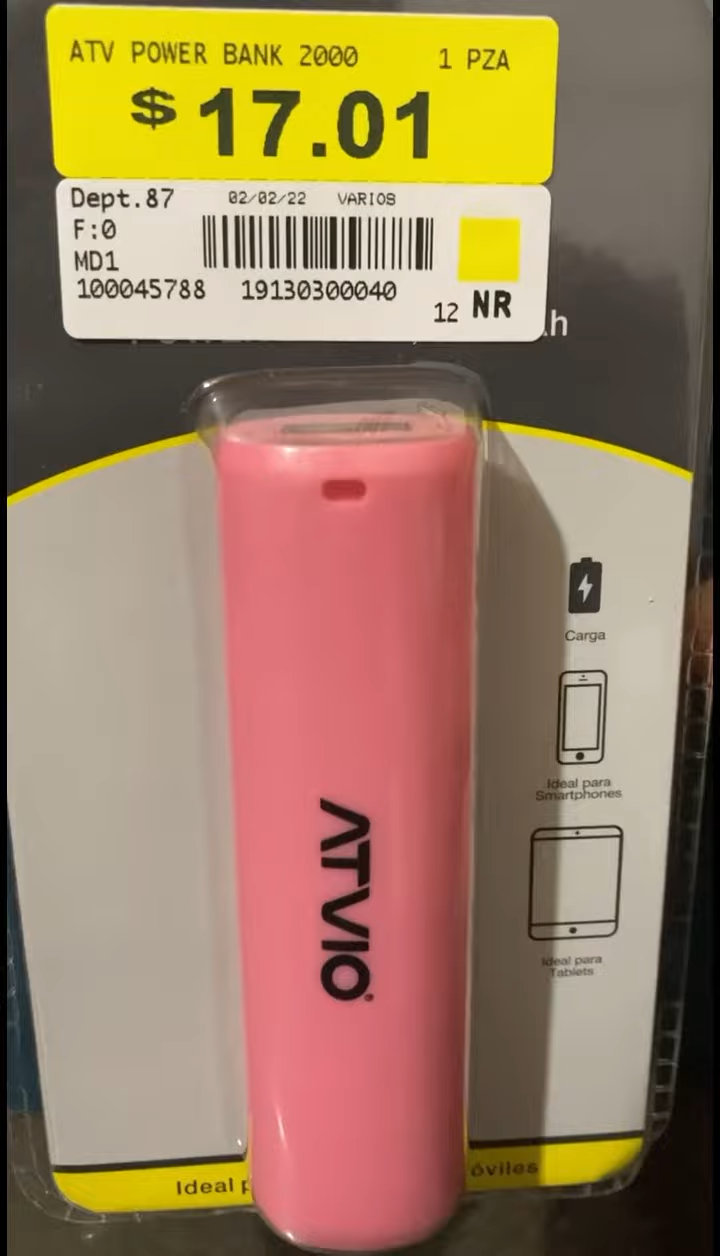 ATV POWER BANK 2000 1 PZA
$17.01
Dept.87 02/02/22 VARIOS
F:0
MD1
100045788 19130300040
12 NR
h
Carga
Ideal para
Smartphones
Ideal para
Tablets
ATVIO
Ideal
óviles